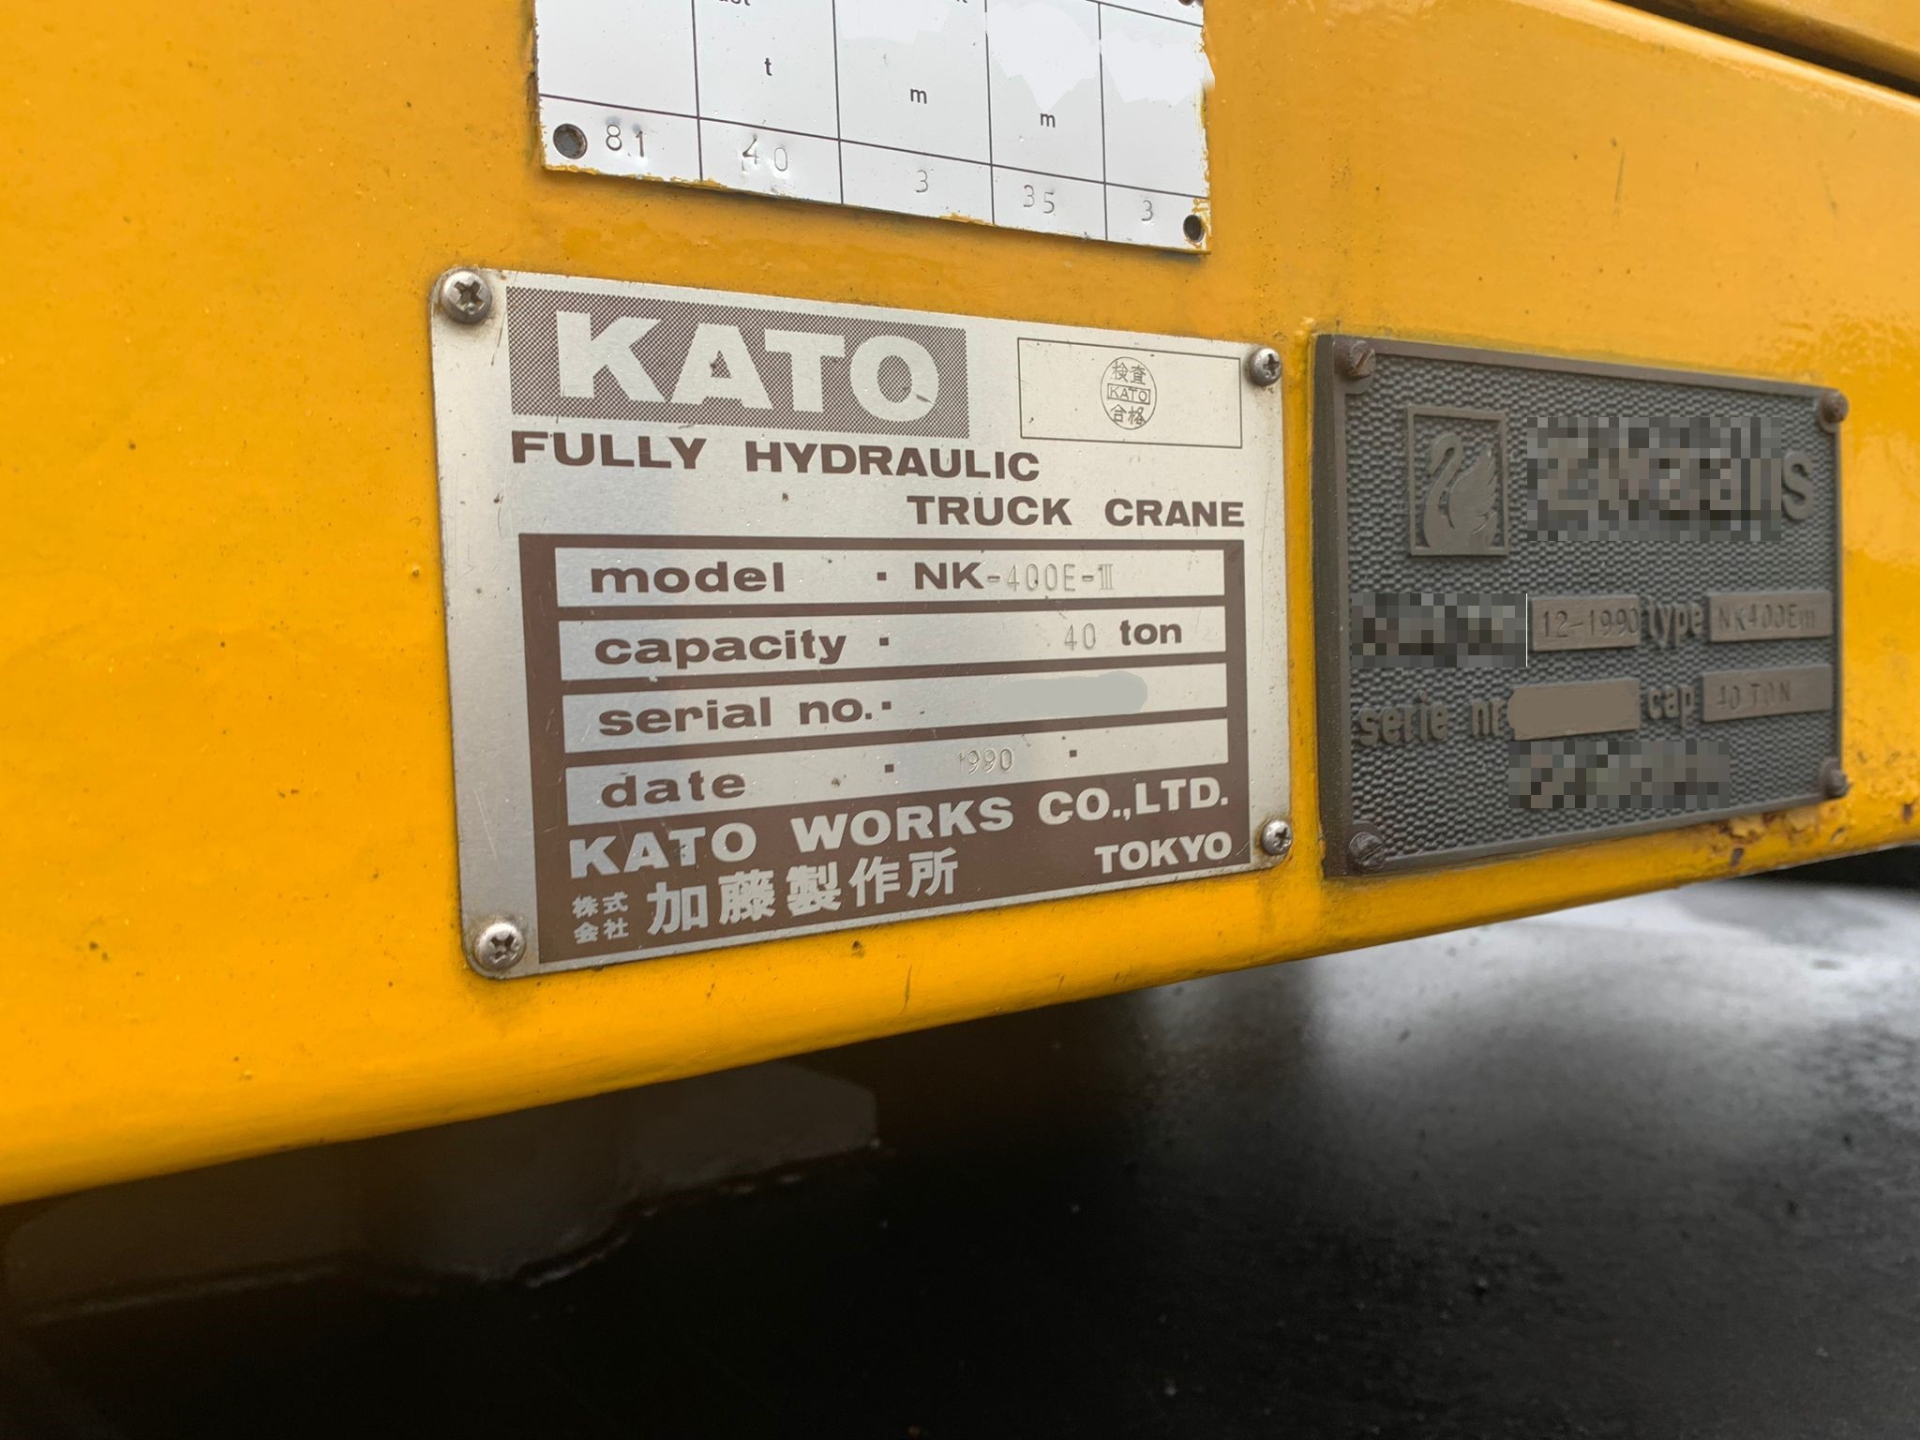 t m m
81 40 3 35 3
KATO
検査
KATO
合格
FULLY HYDRAULIC
TRUCK CRANE
model · NK-400E-III
capacity · 40 ton
serial no. ·
date · 1990 ·
KATO WORKS CO.,LTD.
株式会社 加藤製作所 TOKYO
12-1990 type NK400Em
serie nr cap 40 TON